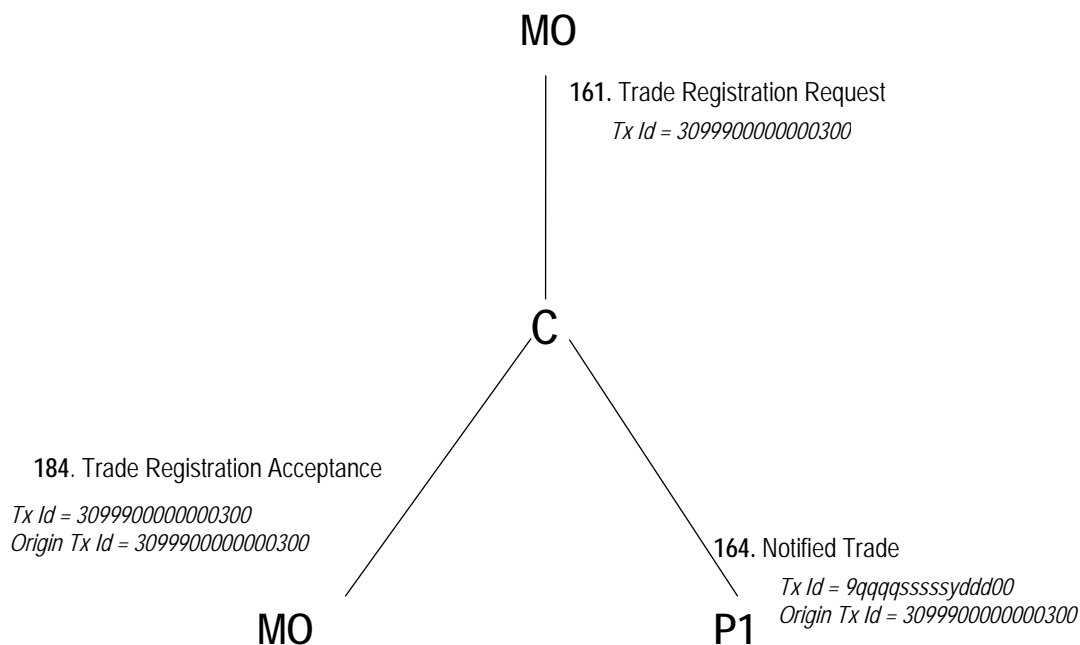 MO
161. Trade Registration Request
Tx Id = 3099900000000300
C
184. Trade Registration Acceptance
Tx Id = 3099900000000300
Origin Tx Id = 3099900000000300
164. Notified Trade
Tx Id = 9qqqqsssssyddd00
Origin Tx Id = 3099900000000300
MO
P1